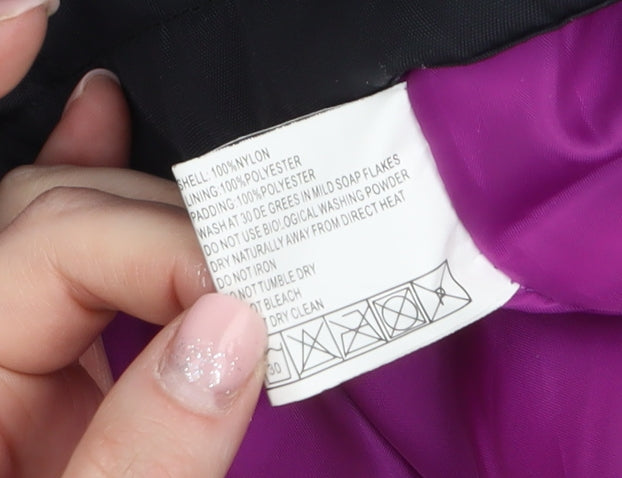 SHELL: 100%NYLON
LINING: 100%POLYESTER
PADDING: 100%POLYESTER
WASH AT 30 DE GREES IN MILD SOAP FLAKES
DO NOT USE BIOLOGICAL WASHING POWDER
DRY NATURALLY AWAY FROM DIRECT HEAT
DO NOT IRON
NOT TUMBLE DRY
BLEACH
DRY CLEAN
30 P